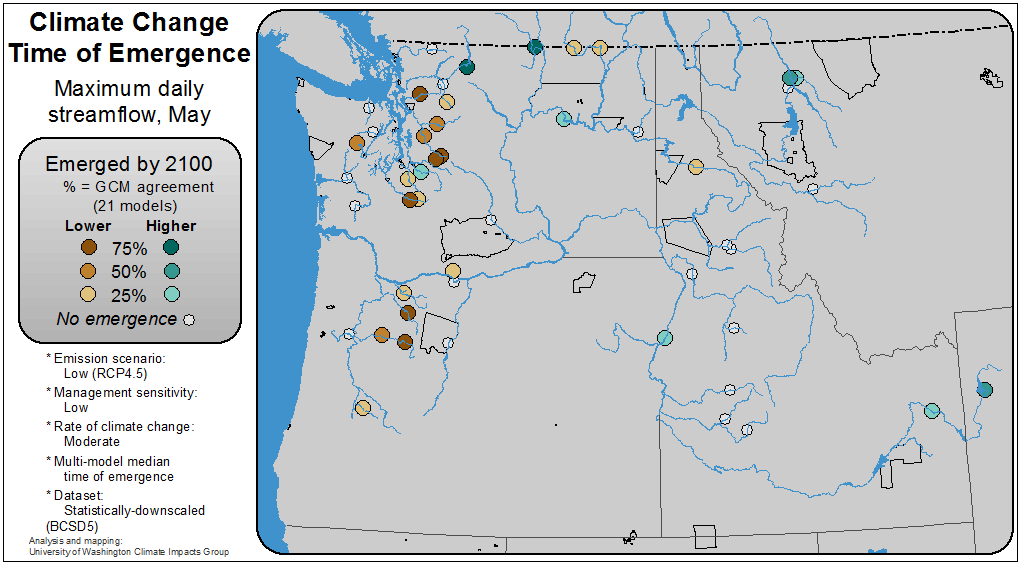 Climate Change
Time of Emergence
Maximum daily
streamflow, May
Emerged by 2100
% = GCM agreement
(21 models)
Lower Higher
75%
50%
25%
No emergence
* Emission scenario:
Low (RCP4.5)
* Management sensitivity:
Low
* Rate of climate change:
Moderate
* Multi-model median
time of emergence
* Dataset:
Statistically-downscaled
(BCSD5)
Analysis and mapping:
University of Washington Climate Impacts Group